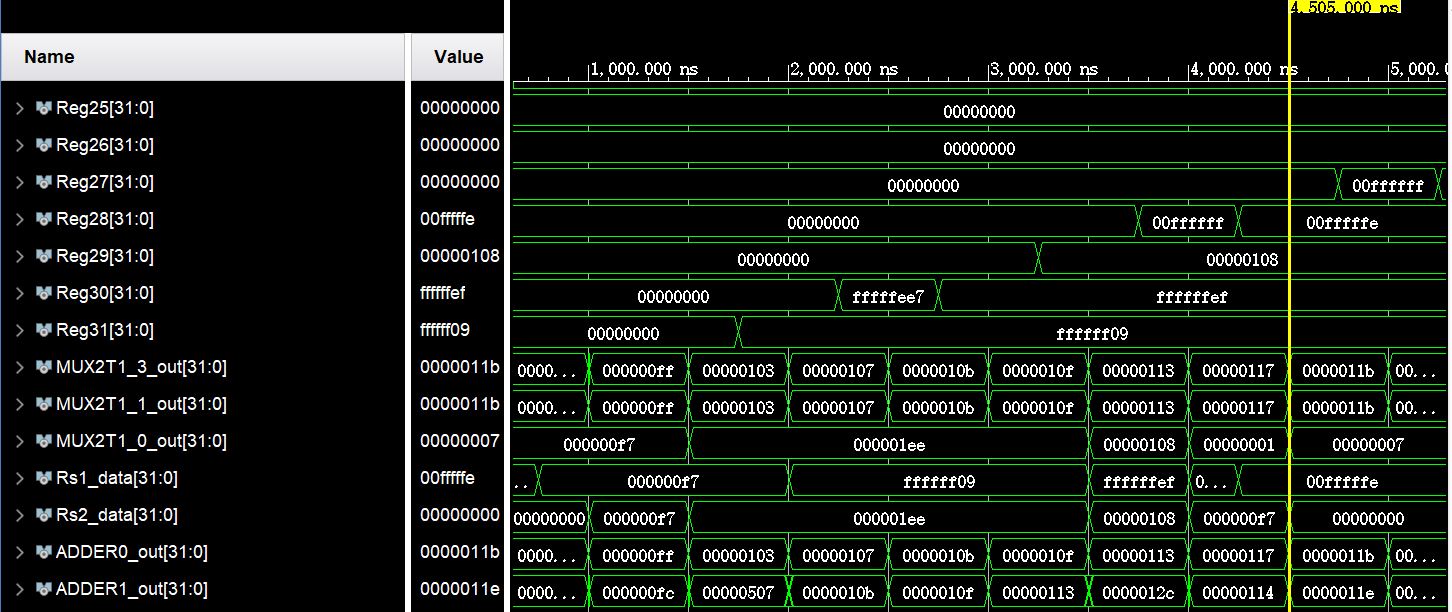 4,505.000 ns
Name Value
1,000.000 ns 2,000.000 ns 3,000.000 ns 4,000.000 ns 5,000.0
Reg25[31:0] 00000000 00000000
Reg26[31:0] 00000000 00000000
Reg27[31:0] 00000000 00000000 00ffffff
Reg28[31:0] 00fffffe 00000000 00ffffff 00fffffe
Reg29[31:0] 00000108 00000000 00000108
Reg30[31:0] ffffffef 00000000 fffffee7 ffffffef
Reg31[31:0] ffffff09 00000000 ffffff09
MUX2T1_3_out[31:0] 0000011b 0000... 000000ff 00000103 00000107 0000010b 0000010f 00000113 00000117 0000011b 00...
MUX2T1_1_out[31:0] 0000011b 0000... 000000ff 00000103 00000107 0000010b 0000010f 00000113 00000117 0000011b 00...
MUX2T1_0_out[31:0] 00000007 000000f7 000001ee 00000108 00000001 00000007
Rs1_data[31:0] 00fffffe .. 000000f7 ffffff09 ffffffef 0... 00fffffe
Rs2_data[31:0] 00000000 00000000 000000f7 000001ee 00000108 000000f7 00000000
ADDER0_out[31:0] 0000011b 0000... 000000ff 00000103 00000107 0000010b 0000010f 00000113 00000117 0000011b 00...
ADDER1_out[31:0] 0000011e 0000... 000000fc 00000507 0000010b 0000010f 00000113 0000012c 00000114 0000011e 00...